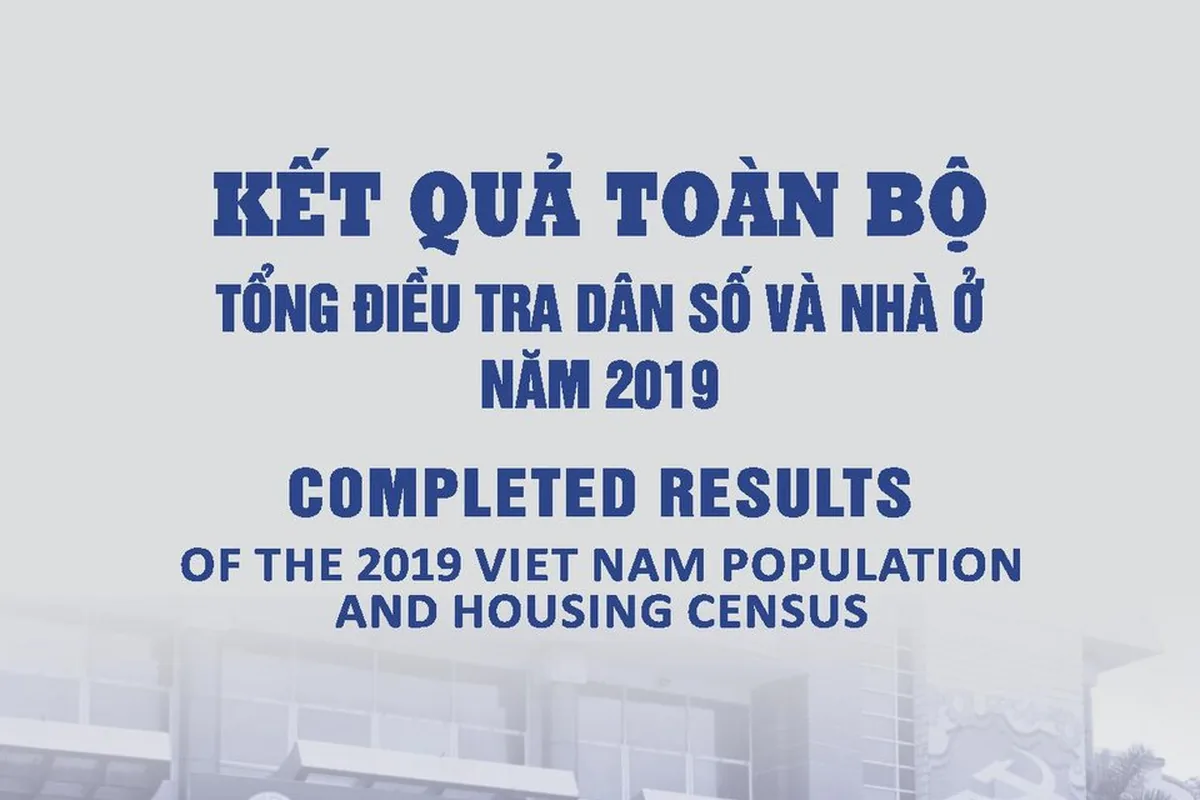 KẾT QUẢ TOÀN BỘ
TỔNG ĐIỀU TRA DÂN SỐ VÀ NHÀ Ở
NĂM 2019
COMPLETED RESULTS
OF THE 2019 VIET NAM POPULATION
AND HOUSING CENSUS